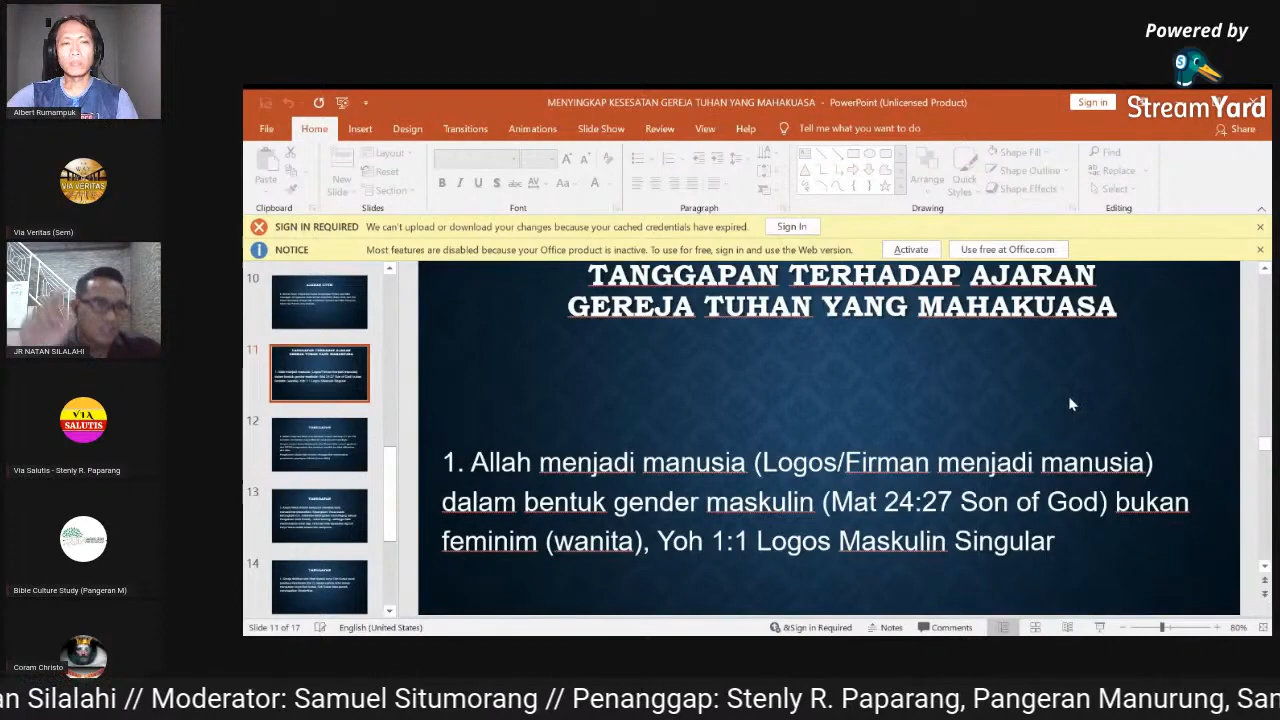 Powered by
StreamYard
Albert Rumampuk
VIA VERITAS
Via Veritas (Sem)
JR NATAN SILALAHI
VIA
SALUTIS
Via Salutis - Stenly R. Paparang
Bible Culture Study (Pangeran M)
Coram Christo
MENYINGKAP KESESATAN GEREJA TUHAN YANG MAHAKUASA - PowerPoint (Unlicensed Product)
Sign in
File Home Insert Design Transitions Animations Slide Show Review View Help Tell me what you want to do
Share
Paste
New
Slide
Layout
Reset
Section
Arrange
Quick
Styles
Shape Fill
Shape Outline
Shape Effects
Find
Replace
Select
Clipboard Slides Font Paragraph Drawing Editing
SIGN IN REQUIRED We can't upload or download your changes because your cached credentials have expired. Sign In
NOTICE Most features are disabled because your Office product is inactive. To use for free, sign in and use the Web version. Activate Use free at Office.com
10
11
12
13
14
TANGGAPAN TERHADAP AJARAN
GEREJA TUHAN YANG MAHAKUASA
1. Allah menjadi manusia (Logos/Firman menjadi manusia)
dalam bentuk gender maskulin (Mat 24:27 Son of God) bukan
feminim (wanita), Yoh 1:1 Logos Maskulin Singular
Slide 11 of 17 English (United States) &Sign in Required Notes Comments 80%
an Silalahi // Moderator: Samuel Situmorang // Penanggap: Stenly R. Paparang, Pangeran Manurung, San